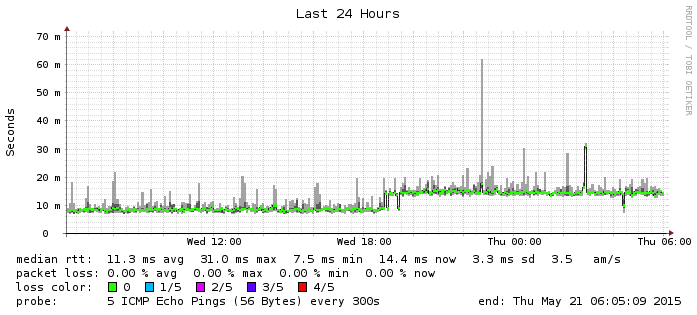 Last 24 Hours
RRDTOOL / TOBI OETIKER
Seconds
70 m
60 m
50 m
40 m
30 m
20 m
10 m
0
Wed 12:00 Wed 18:00 Thu 00:00 Thu 06:00
median rtt: 11.3 ms avg 31.0 ms max 7.5 ms min 14.4 ms now 3.3 ms sd 3.5 am/s
packet loss: 0.00 % avg 0.00 % max 0.00 % min 0.00 % now
loss color: 0 1/5 2/5 3/5 4/5
probe: 5 ICMP Echo Pings (56 Bytes) every 300s end: Thu May 21 06:05:09 2015